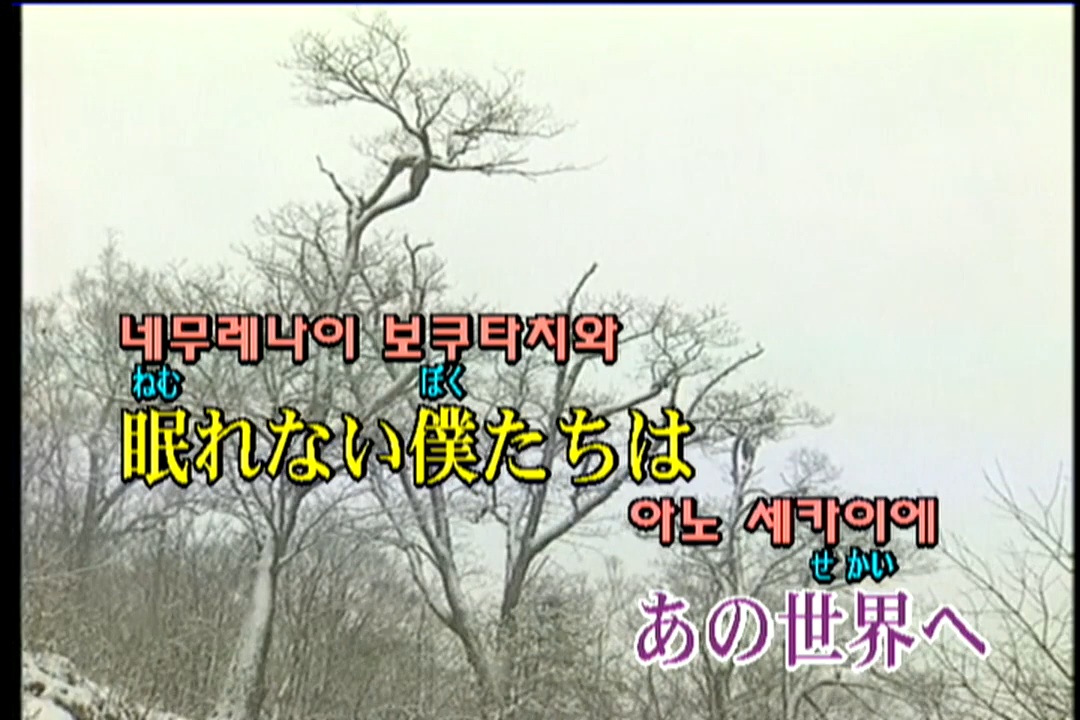 네무레나이 보쿠타치와
ねむ ぼく
眠れない僕たちは
아노 세카이에
せ かい
あの世界へ